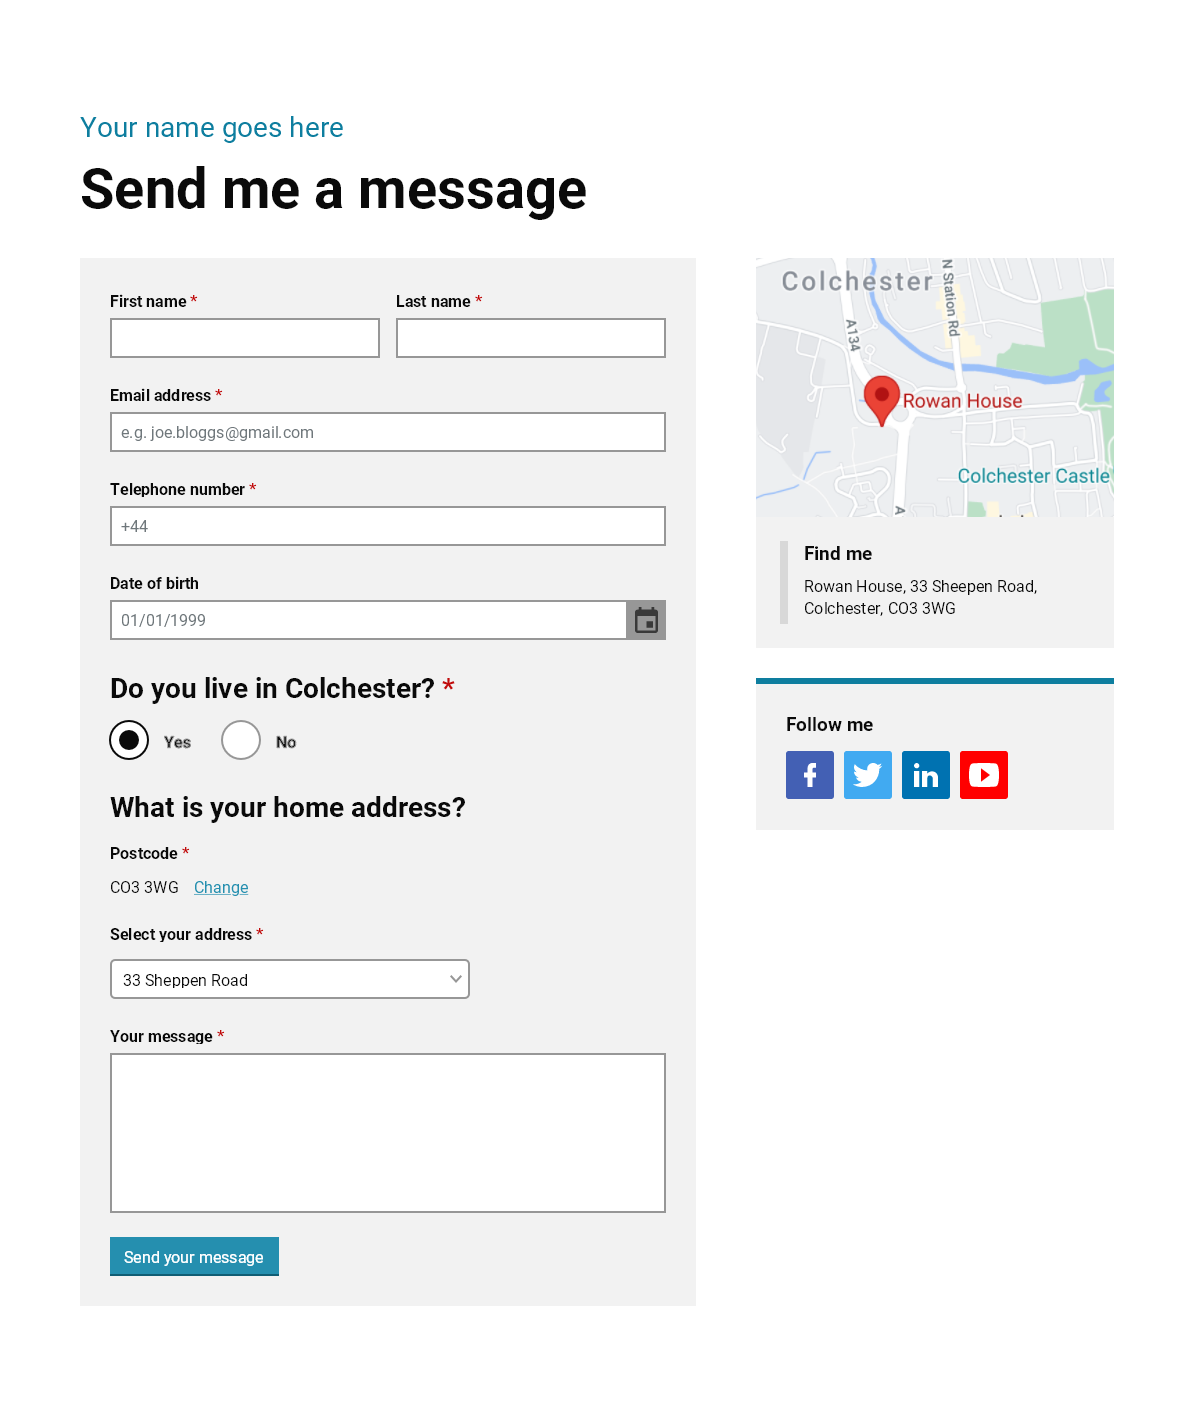 Your name goes here
Send me a message
First name *
Last name *
Email address *
e.g. joe.bloggs@gmail.com
Telephone number *
+44
Date of birth
01/01/1999
Do you live in Colchester? *
Yes
No
What is your home address?
Postcode *
CO3 3WG Change
Select your address *
33 Sheppen Road
Your message *
Send your message
Colchester
N Station Rd
A134
Rowan House
Colchester Castle
A
Find me
Rowan House, 33 Sheepen Road,
Colchester, CO3 3WG
Follow me
f
in